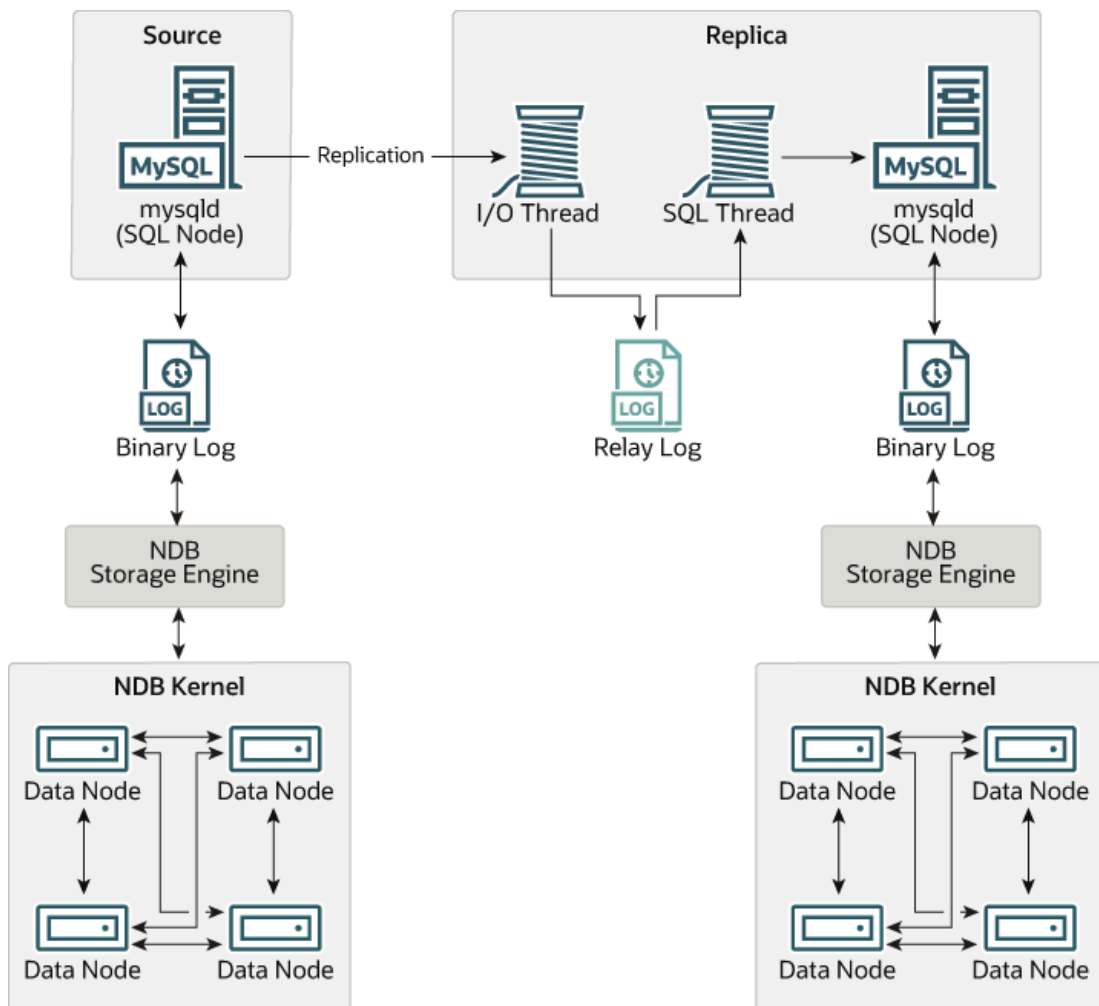 Source
Replica
MySQL
Replication
MySQL
mysqld
(SQL Node)
I/O Thread
SQL Thread
mysqld
(SQL Node)
LOG
LOG
LOG
Binary Log
Relay Log
Binary Log
NDB
Storage Engine
NDB
Storage Engine
NDB Kernel
NDB Kernel
Data Node
Data Node
Data Node
Data Node
Data Node
Data Node
Data Node
Data Node